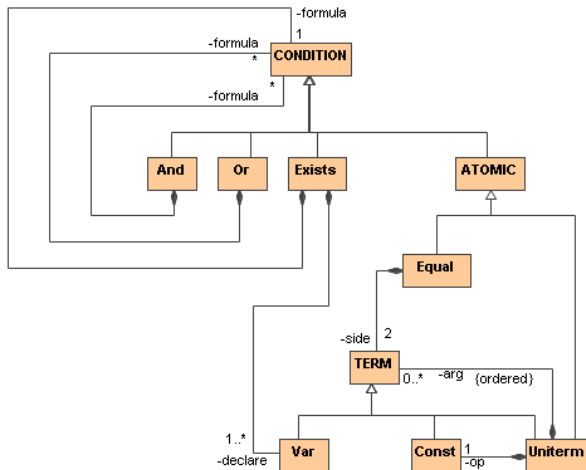 -formula
1
-formula
CONDITION
*
*
-formula
And
Or
Exists
ATOMIC
Equal
-side
2
TERM
0..*
-arg
{ordered}
1..*
-declare
Var
Const
1
-op
Uniterm